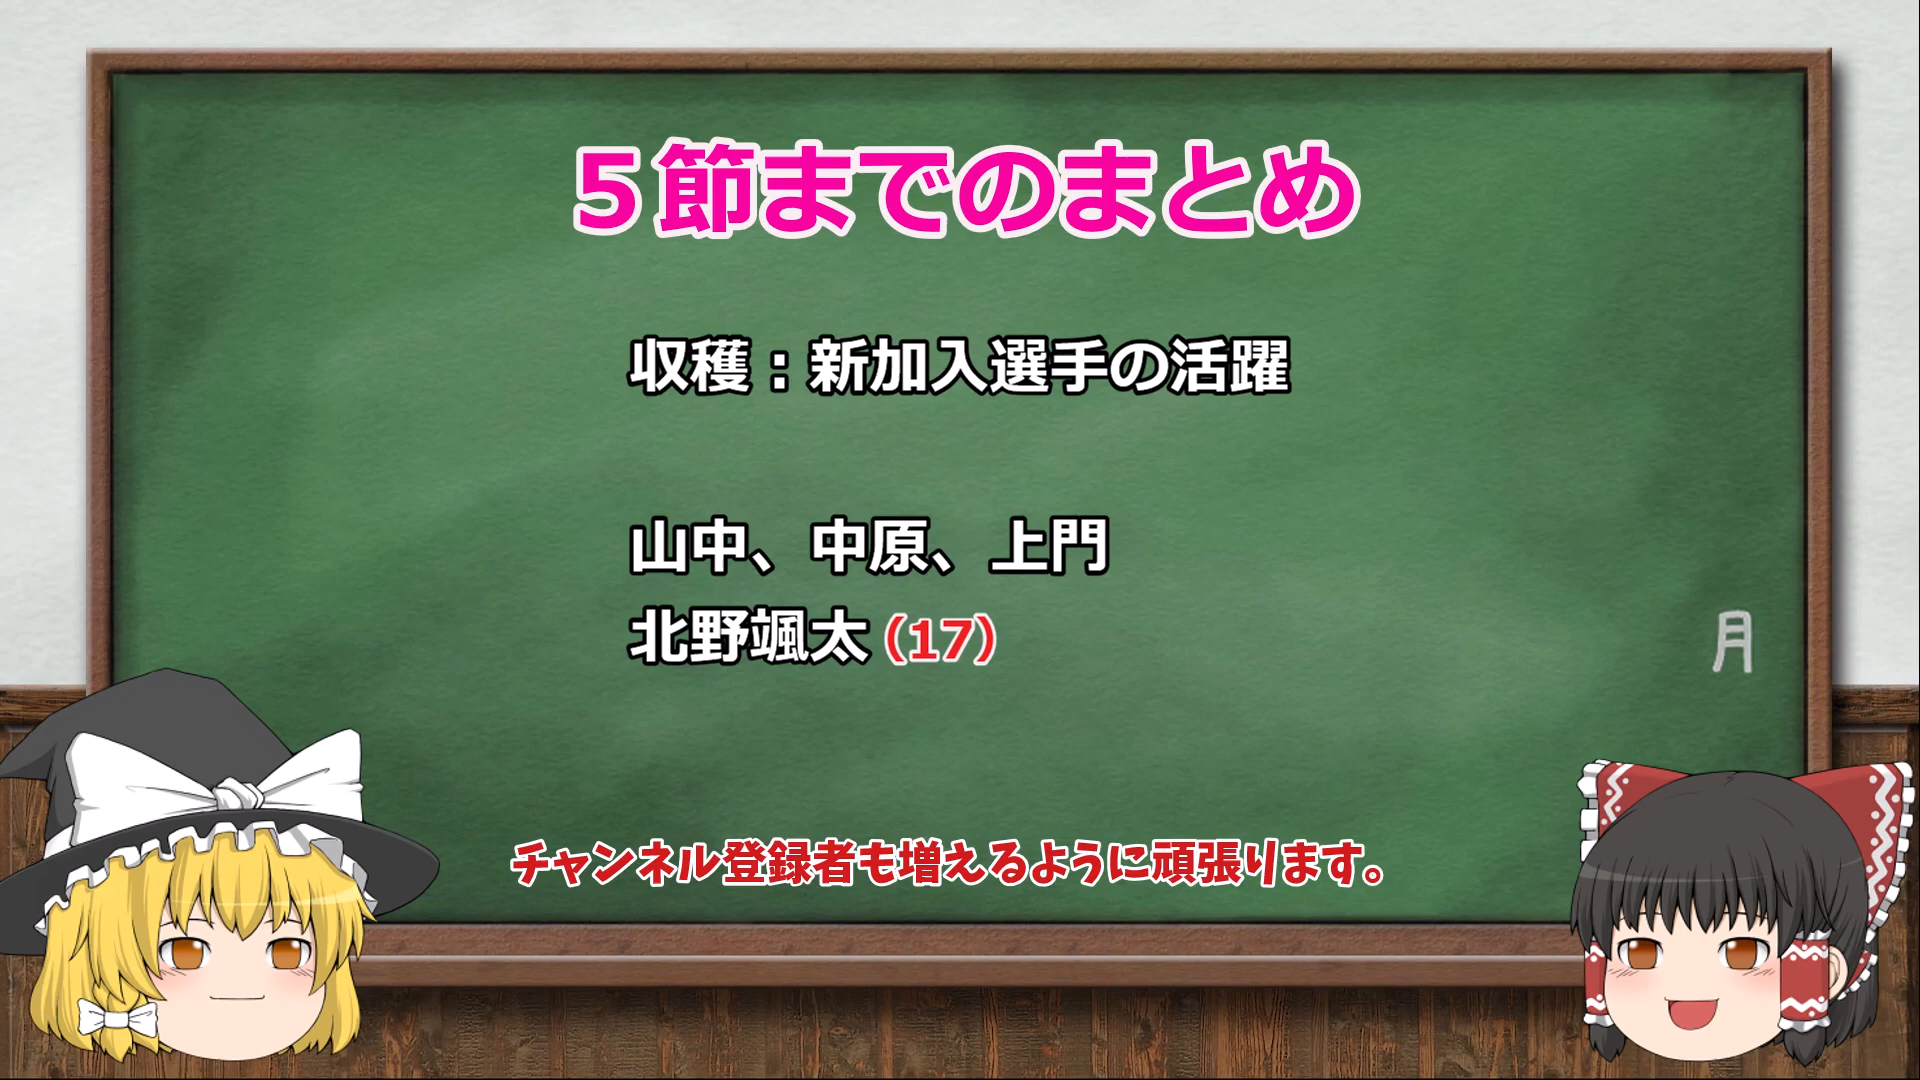 ５節までのまとめ
収穫：新加入選手の活躍
山中、中原、上門
北野颯太(17)
月
チャンネル登録者も増えるように頑張ります。